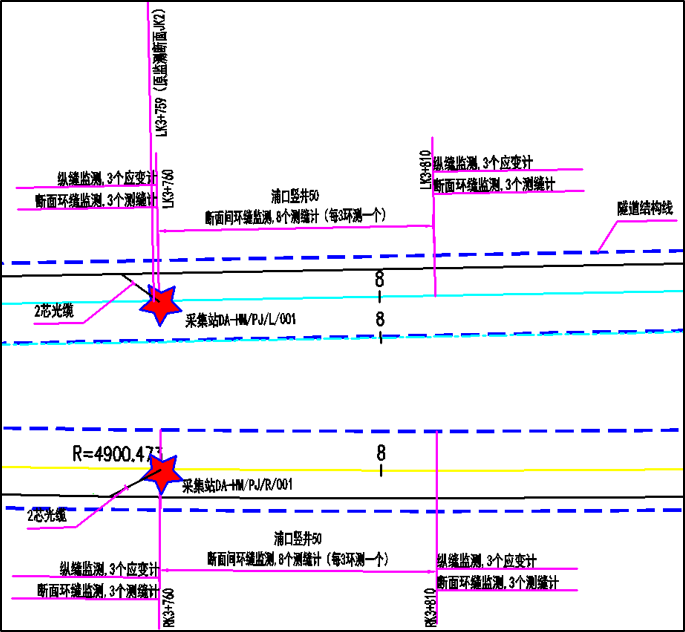 LK3+759 (原监测断面JK2)
LK3+760
LK3+810
纵缝监测,3个应变计
断面环缝监测,3个测缝计
浦口竖井50
断面间环缝监测,8个测缝计 (每3环测一个)
纵缝监测,3个应变计
断面环缝监测,3个测缝计
隧道结构线
8
2芯光缆
采集站DA-HM/PJ/L/001
8
R=4900.473
8
采集站DA-HM/PJ/R/001
2芯光缆
浦口竖井50
断面间环缝监测,8个测缝计 (每3环测一个)
纵缝监测,3个应变计
断面环缝监测,3个测缝计
纵缝监测,3个应变计
断面环缝监测,3个测缝计
RK3+760
RK3+810